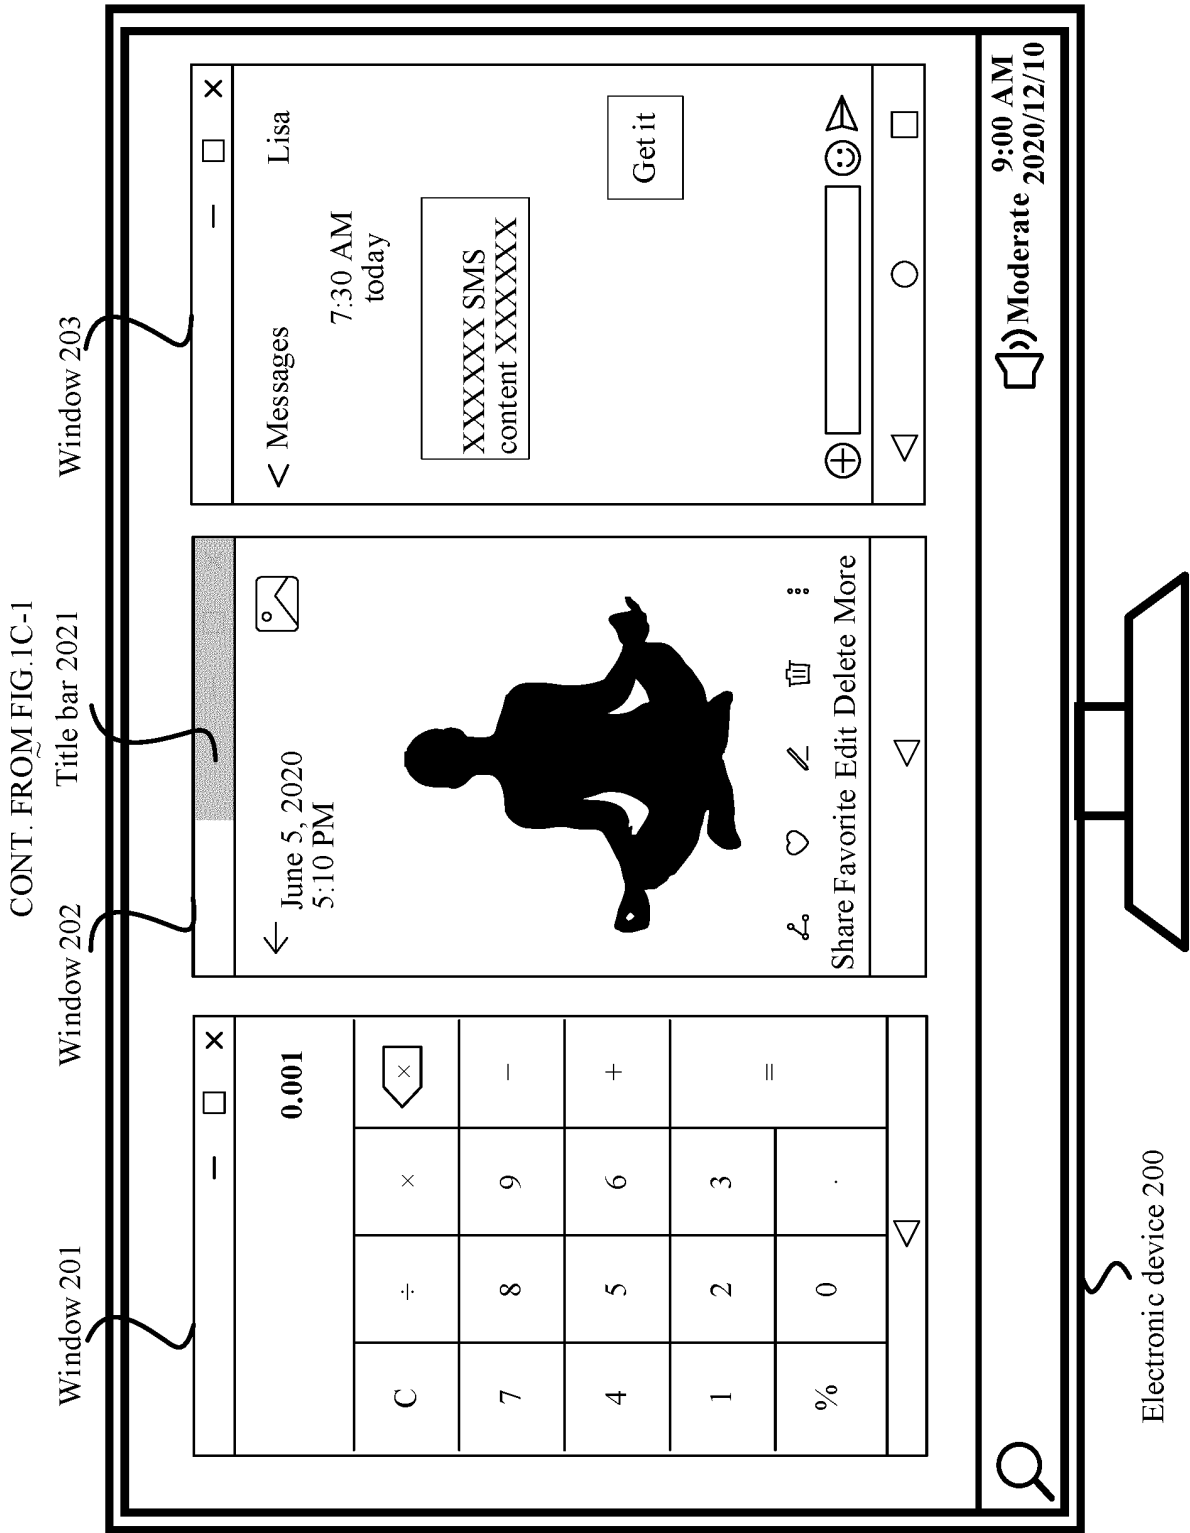 CONT. FROM FIG.1C-1
Window 201
Window 202
Title bar 2021
Window 203
0.001
C ÷ ×
7 8 9 −
4 5 6 +
1 2 3 =
% 0 .
June 5, 2020
5:10 PM
Share Favorite Edit Delete More
< Messages Lisa
7:30 AM
today
XXXXXX SMS
content XXXXXX
Get it
Moderate
9:00 AM
2020/12/10
Electronic device 200